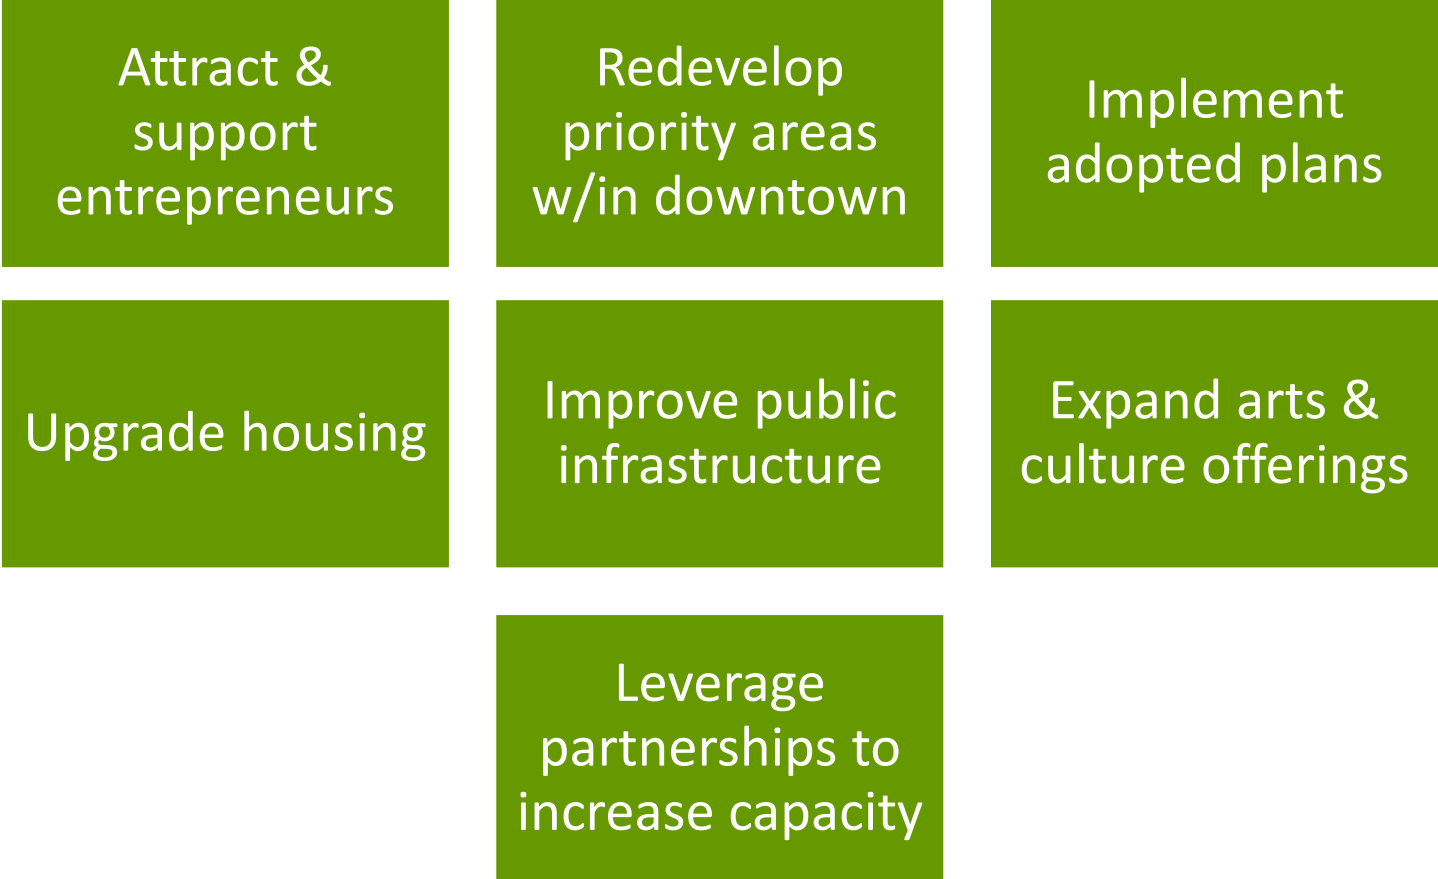 Attract &
support
entrepreneurs
Redevelop
priority areas
w/in downtown
Implement
adopted plans
Upgrade housing
Improve public
infrastructure
Expand arts &
culture offerings
Leverage
partnerships to
increase capacity